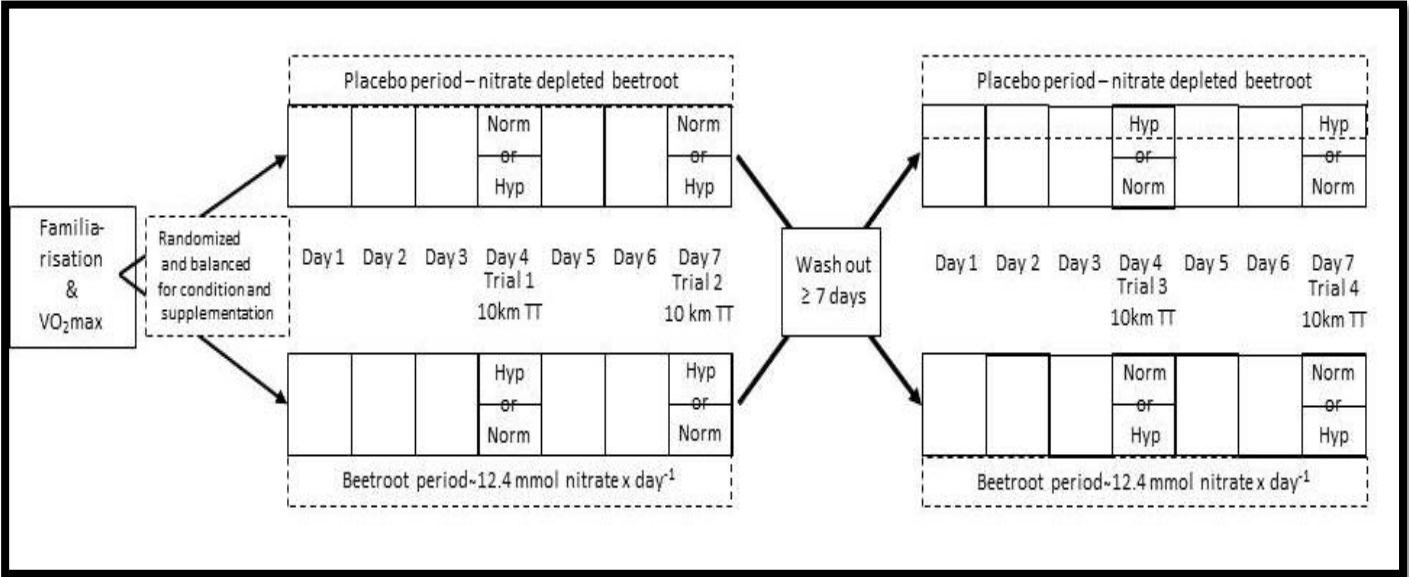 Placebo period – nitrate depleted beetroot
Norm
or
Hyp
Norm
or
Hyp
Familia-
risation
&
VO₂max
Randomized
and balanced
for condition and
supplementation
Day 1 Day 2 Day 3 Day 4 Day 5 Day 6 Day 7
Trial 1 Trial 2
10km TT 10 km TT
Hyp
or
Norm
Hyp
or
Norm
Beetroot period~12.4 mmol nitrate x day⁻¹
Wash out
≥ 7 days
Placebo period – nitrate depleted beetroot
Hyp
or
Norm
Hyp
or
Norm
Day 1 Day 2 Day 3 Day 4 Day 5 Day 6 Day 7
Trial 3 Trial 4
10km TT 10km TT
Norm
or
Hyp
Norm
or
Hyp
Beetroot period~12.4 mmol nitrate x day⁻¹